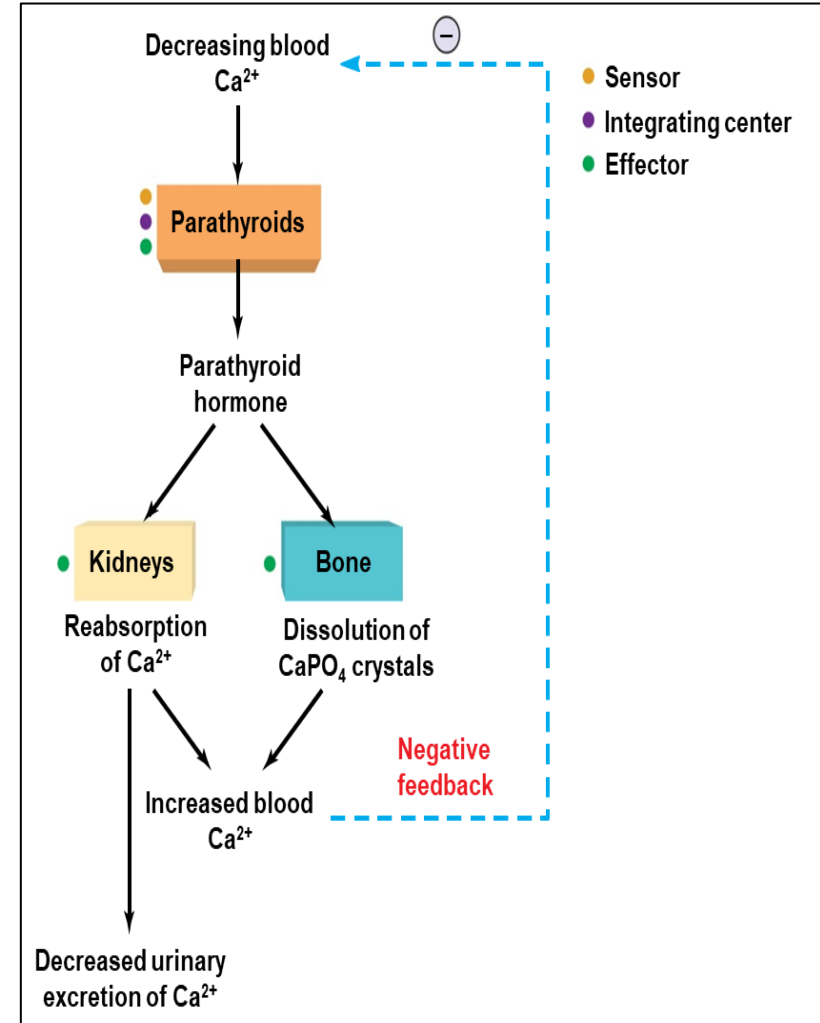 Decreasing blood
Ca²⁺
−
Sensor
Integrating center
Effector
Parathyroids
Parathyroid
hormone
Kidneys
Bone
Reabsorption
of Ca²⁺
Dissolution of
CaPO₄ crystals
Negative
feedback
Increased blood
Ca²⁺
Decreased urinary
excretion of Ca²⁺